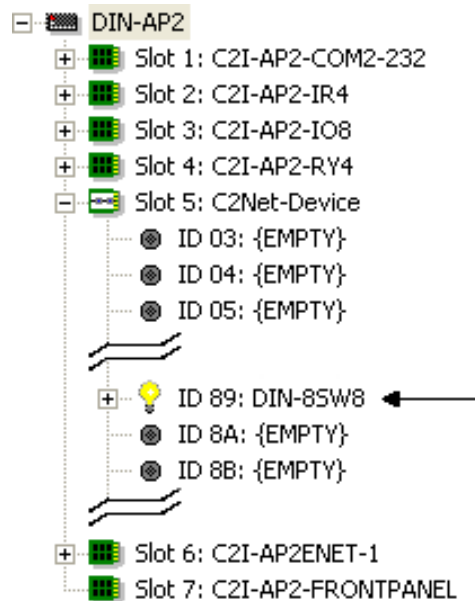 DIN-AP2
Slot 1: C2I-AP2-COM2-232
Slot 2: C2I-AP2-IR4
Slot 3: C2I-AP2-IO8
Slot 4: C2I-AP2-RY4
Slot 5: C2Net-Device
ID 03: {EMPTY}
ID 04: {EMPTY}
ID 05: {EMPTY}
ID 89: DIN-8SW8
ID 8A: {EMPTY}
ID 8B: {EMPTY}
Slot 6: C2I-AP2ENET-1
Slot 7: C2I-AP2-FRONTPANEL